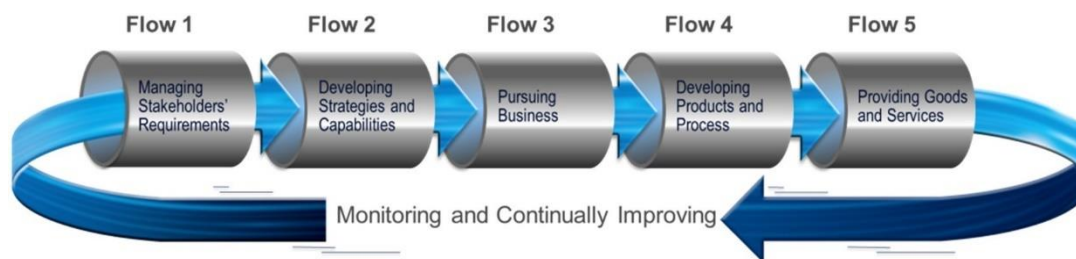 Flow 1
Flow 2
Flow 3
Flow 4
Flow 5
Managing
Stakeholders'
Requirements
Developing
Strategies and
Capabilities
Pursuing
Business
Developing
Products and
Process
Providing Goods
and Services
Monitoring and Continually Improving